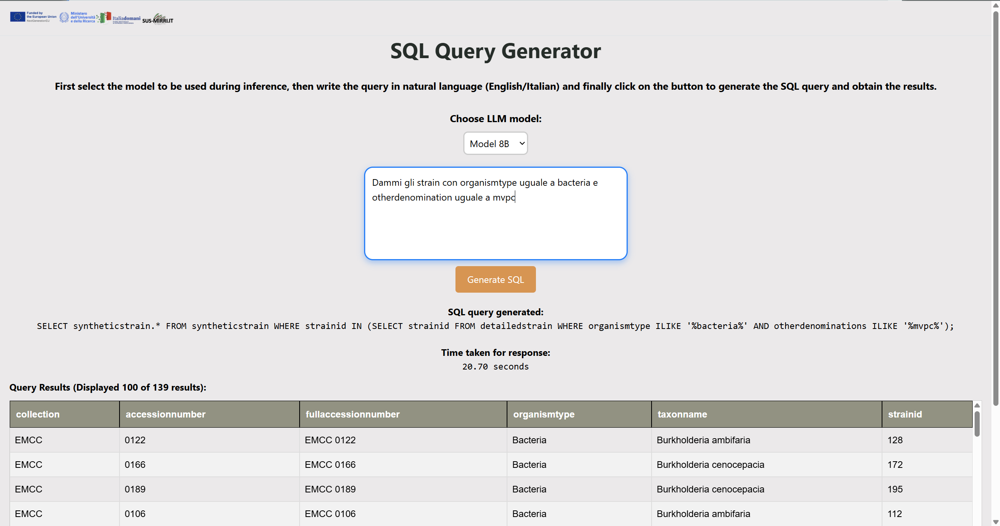 Funded by
the European Union
NextGenerationEU
Ministero
dell'Università
e della Ricerca
Italiadomani
PIANO NAZIONALE
DI RIPRESA E RESILIENZA
SUS-MIRRI.IT
SQL Query Generator
First select the model to be used during inference, then write the query in natural language (English/Italian) and finally click on the button to generate the SQL query and obtain the results.
Choose LLM model:
Model 8B
Dammi gli strain con organismtype uguale a bacteria e
otherdenomination uguale a mvpc
Generate SQL
SQL query generated:
SELECT syntheticstrain.* FROM syntheticstrain WHERE strainid IN (SELECT strainid FROM detailedstrain WHERE organismtype ILIKE '%bacteria%' AND otherdenominations ILIKE '%mvpc%');
Time taken for response:
20.70 seconds
Query Results (Displayed 100 of 139 results):
collection accessionnumber fullaccessionnumber organismtype taxonname strainid
EMCC 0122 EMCC 0122 Bacteria Burkholderia ambifaria 128
EMCC 0166 EMCC 0166 Bacteria Burkholderia cenocepacia 172
EMCC 0189 EMCC 0189 Bacteria Burkholderia cenocepacia 195
EMCC 0106 EMCC 0106 Bacteria Burkholderia ambifaria 112